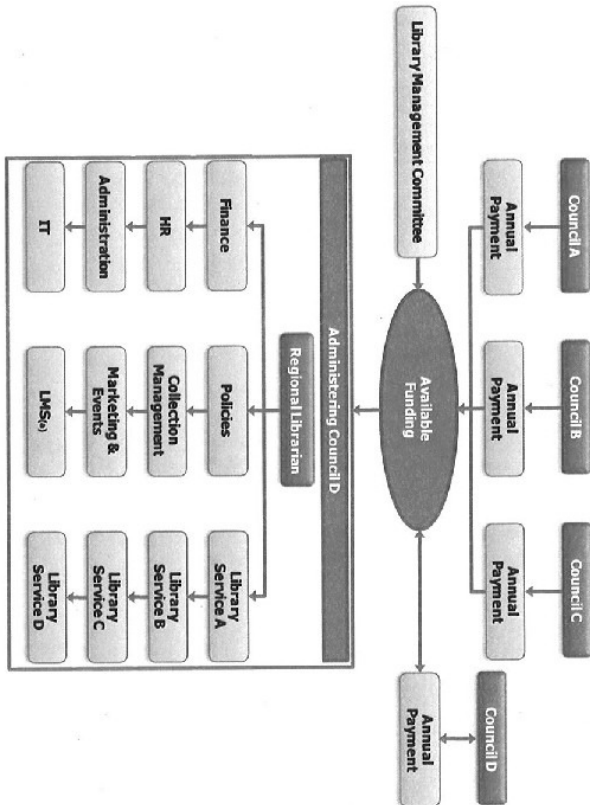 Council A
Council B
Council C
Council D
Annual
Payment
Annual
Payment
Annual
Payment
Annual
Payment
Library Management Committee
Available
Funding
Administering Council D
Regional Librarian
Finance
HR
Administration
IT
Policies
Collection
Management
Marketing &
Events
LMS(a)
Library
Service A
Library
Service B
Library
Service C
Library
Service D